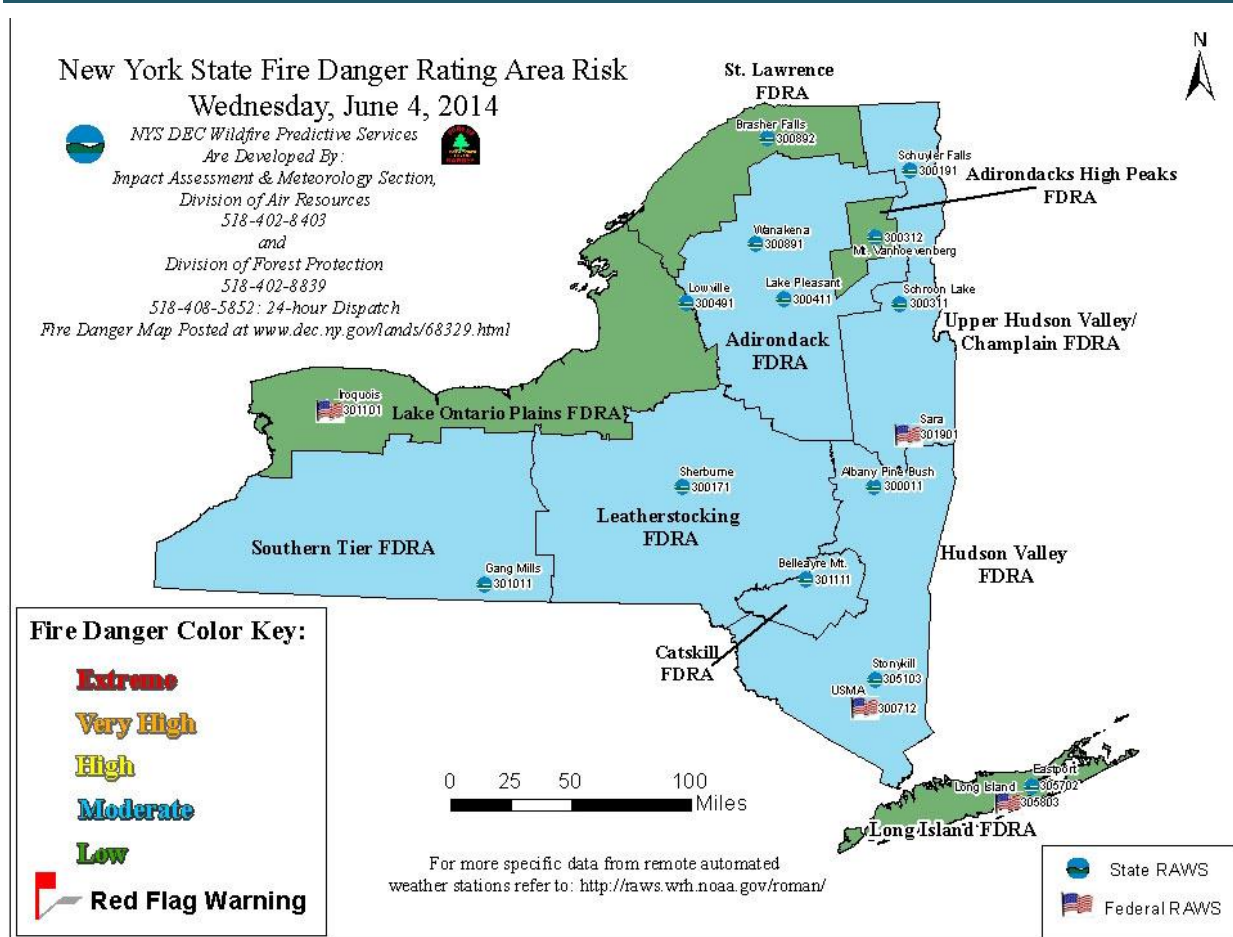 New York State Fire Danger Rating Area Risk
Wednesday, June 4, 2014
NYS DEC Wildfire Predictive Services
Are Developed By:
Impact Assessment & Meteorology Section,
Division of Air Resources
518-402-8403
and
Division of Forest Protection
518-402-8839
518-408-5852: 24-hour Dispatch
Fire Danger Map Posted at www.dec.ny.gov/lands/68329.html
N
St. Lawrence
FDRA
Brasher Falls
300892
Schuyler Falls
300191
Adirondacks High Peaks
FDRA
Wanakena
300891
300312
Mt. Vanhoevenberg
Lowville
300491
Lake Pleasant
300411
Schroon Lake
300311
Adirondack
FDRA
Upper Hudson Valley/
Champlain FDRA
Iroquois
301101
Lake Ontario Plains FDRA
Sara
301901
Sherburne
300171
Albany Pine Bush
300011
Leatherstocking
FDRA
Southern Tier FDRA
Hudson Valley
FDRA
Gang Mills
301011
Belleayre Mt.
301111
Catskill
FDRA
Stonykill
305103
USMA
300712
Eastport
305702
Long Island
305803
Long Island FDRA
Fire Danger Color Key:
Extreme
Very High
High
Moderate
Low
Red Flag Warning
0 25 50 100
Miles
For more specific data from remote automated
weather stations refer to: http://raws.wrh.noaa.gov/roman/
State RAWS
Federal RAWS